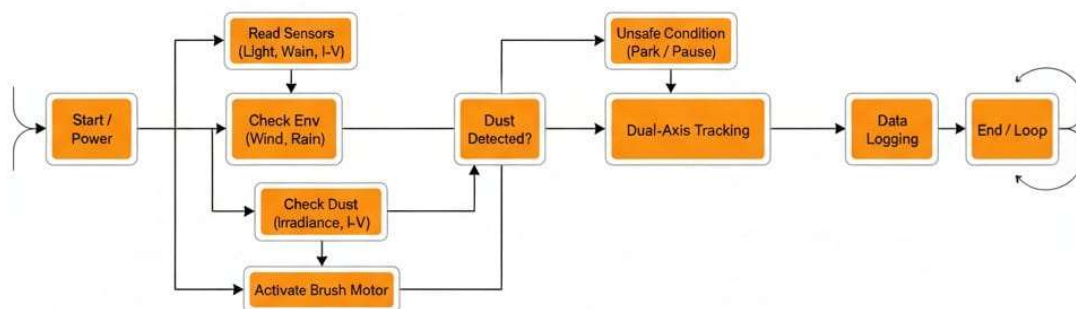 Read Sensors
(Light, Wain, I-V)
Unsafe Condition
(Park / Pause)
Start /
Power
Check Env
(Wind, Rain)
Dust
Detected?
Dual-Axis Tracking
Data
Logging
End / Loop
Check Dust
(Irradiance, I-V)
Activate Brush Motor